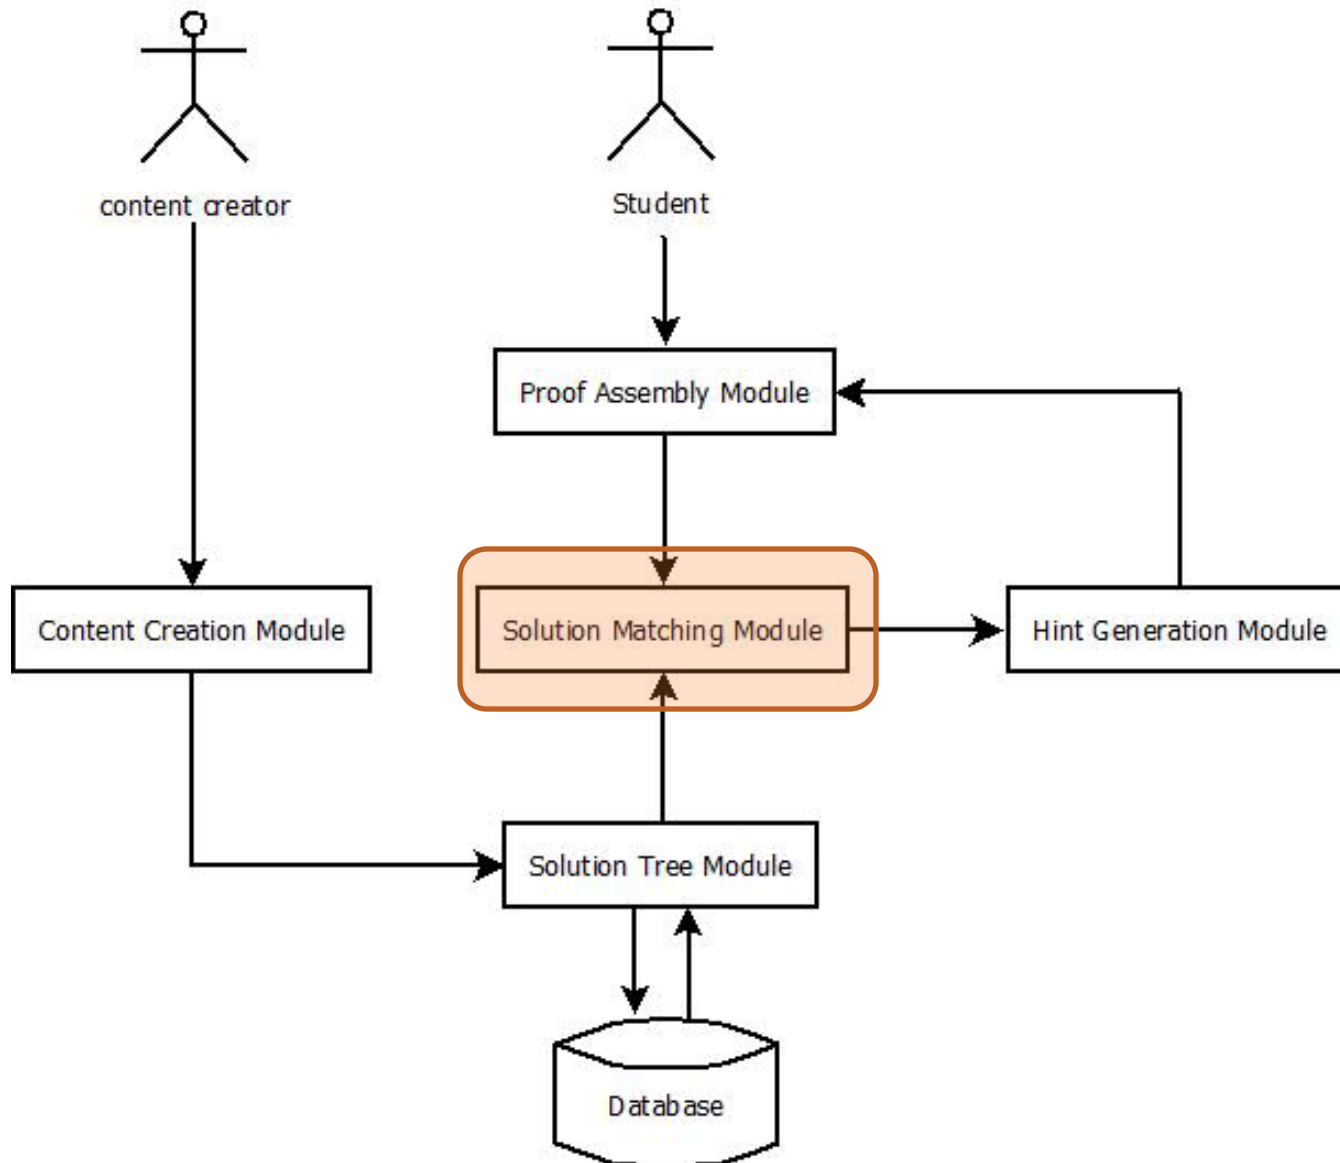 content creator
Student
Proof Assembly Module
Content Creation Module
Solution Matching Module
Hint Generation Module
Solution Tree Module
Database